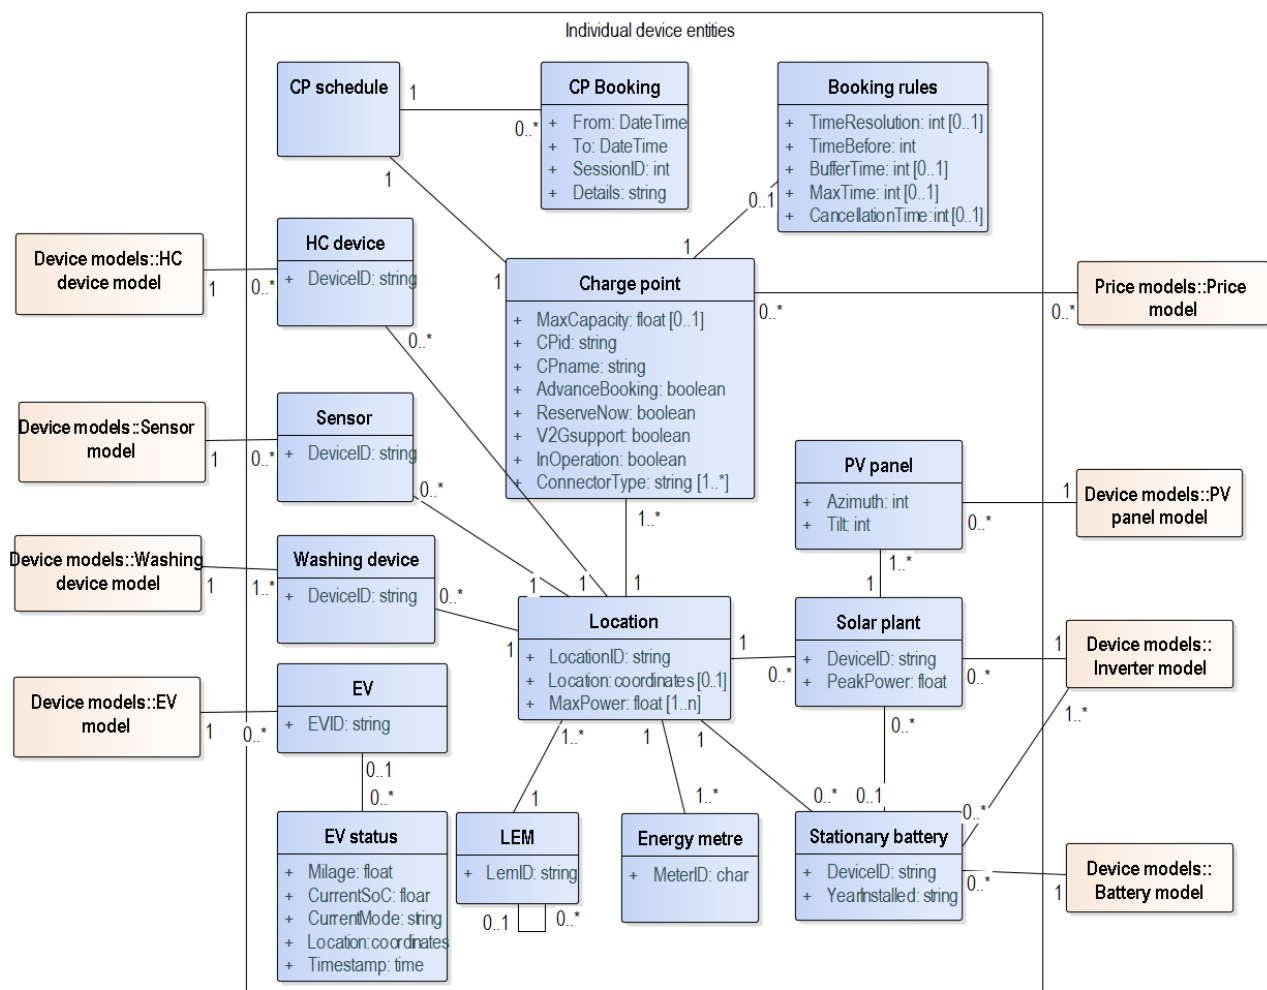 Individual device entities
CP schedule
1
0..*
1
CP Booking
+ From: DateTime
+ To: DateTime
+ SessionID: int
+ Details: string
Booking rules
+ TimeResolution: int [0..1]
+ TimeBefore: int
+ BufferTime: int [0..1]
+ MaxTime: int [0..1]
+ CancellationTime: int [0..1]
0..1
1
Device models::HC
device model
1
0..*
HC device
+ DeviceID: string
0..*
1
Charge point
+ MaxCapacity: float [0..1]
+ CPid: string
+ CPname: string
+ AdvanceBooking: boolean
+ ReserveNow: boolean
+ V2Gsupport: boolean
+ InOperation: boolean
+ ConnectorType: string [1..*]
0..*
0..*
Price models::Price
model
1..*
1
Device models::Sensor
model
1
0..*
Sensor
+ DeviceID: string
0..*
1
1
PV panel
+ Azimuth: int
+ Tilt: int
0..*
1
Device models::PV
panel model
1..*
1
Device models::Washing
device model
1
1..*
Washing device
+ DeviceID: string
0..*
1
Location
+ LocationID: string
+ Location: coordinates [0..1]
+ MaxPower: float [1..n]
1
0..*
Solar plant
+ DeviceID: string
+ PeakPower: float
0..*
1
Device models::
Inverter model
1..*
0..*
Device models::EV
model
1
0..*
EV
+ EVID: string
0..1
0..*
1..*
1
1
1..*
1
0..*
0..*
0..1
EV status
+ Milage: float
+ CurrentSoC: floar
+ CurrentMode: string
+ Location: coordinates
+ Timestamp: time
LEM
+ LemID: string
0..1
0..*
Energy metre
+ MeterID: char
Stationary battery
+ DeviceID: string
+ YearInstalled: string
0..*
1
Device models::
Battery model